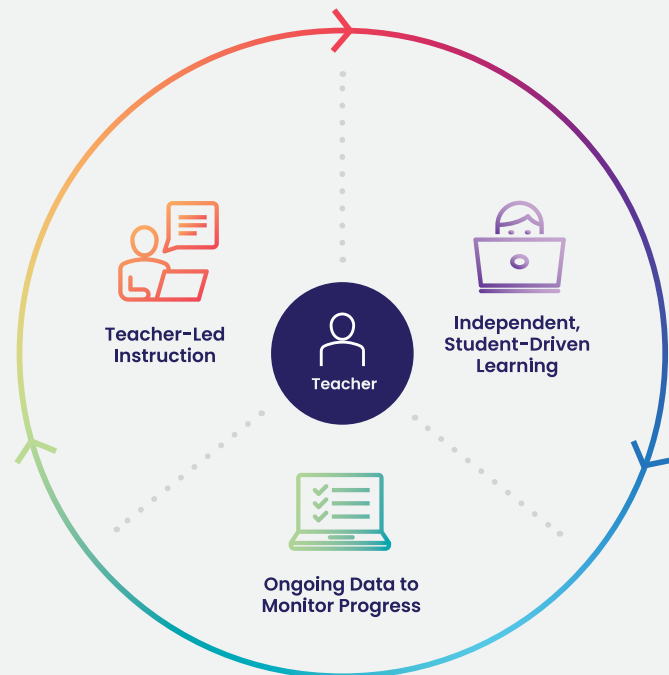 Teacher-Led
Instruction
Teacher
Independent,
Student-Driven
Learning
Ongoing Data to
Monitor Progress